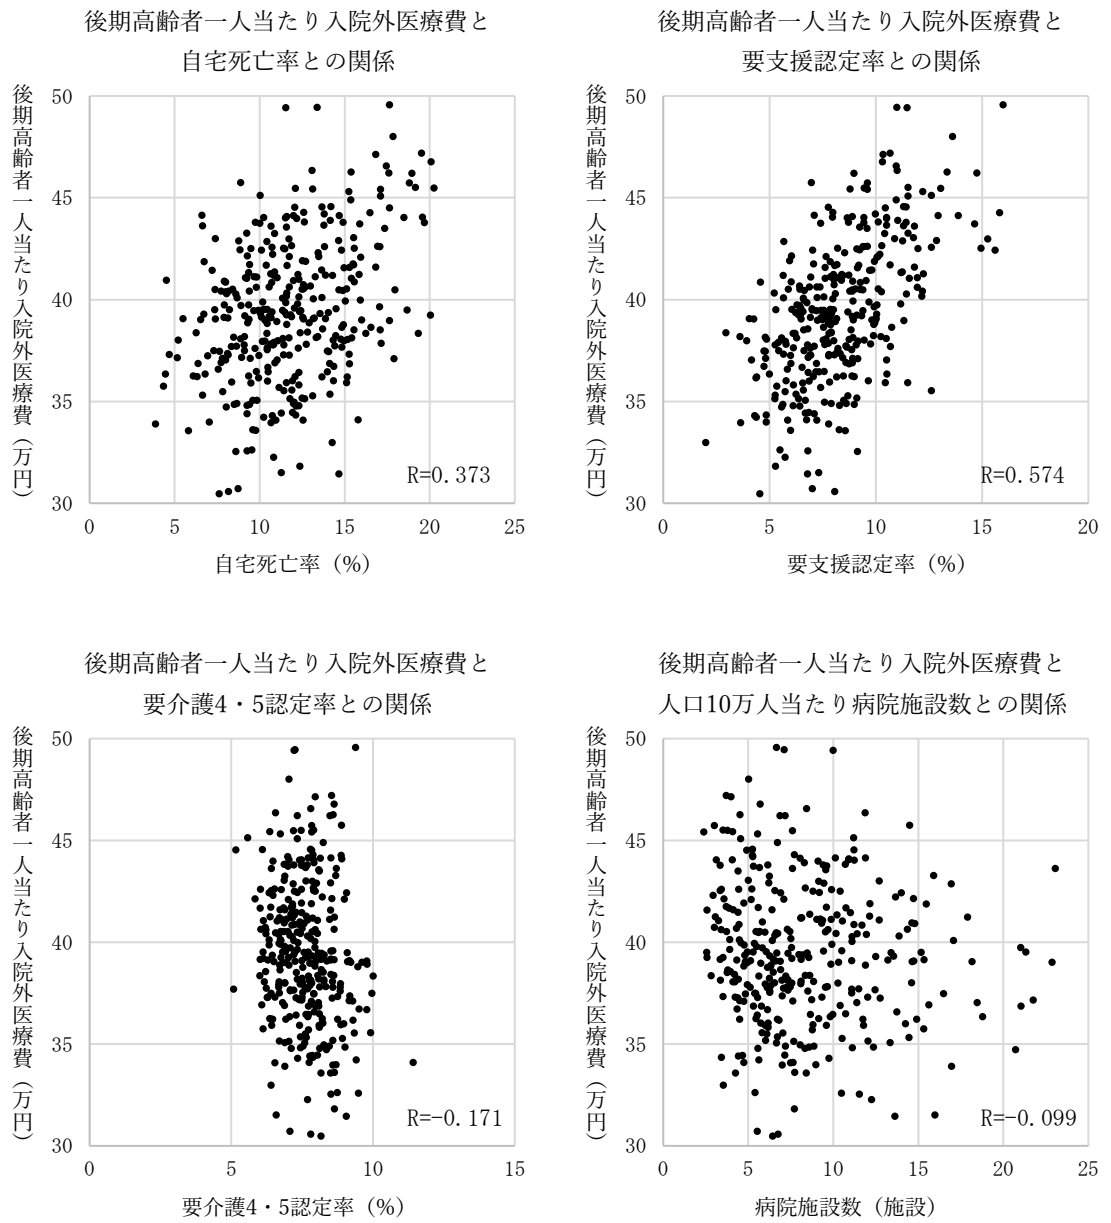 後期高齢者一人当たり入院外医療費と
自宅死亡率との関係
後期高齢者一人当たり入院外医療費（万円）
50
45
40
35
30
R=0.373
0 5 10 15 20 25
自宅死亡率（%）
後期高齢者一人当たり入院外医療費と
要支援認定率との関係
後期高齢者一人当たり入院外医療費（万円）
50
45
40
35
30
R=0.574
0 5 10 15 20
要支援認定率（%）
後期高齢者一人当たり入院外医療費と
要介護4・5認定率との関係
後期高齢者一人当たり入院外医療費（万円）
50
45
40
35
30
R=-0.171
0 5 10 15
要介護4・5認定率（%）
後期高齢者一人当たり入院外医療費と
人口10万人当たり病院施設数との関係
後期高齢者一人当たり入院外医療費（万円）
50
45
40
35
30
R=-0.099
0 5 10 15 20 25
病院施設数（施設）